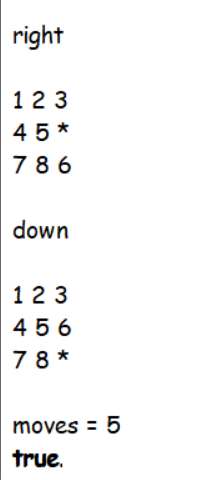 right
1 2 3
4 5 *
7 8 6
down
1 2 3
4 5 6
7 8 *
moves = 5
true.